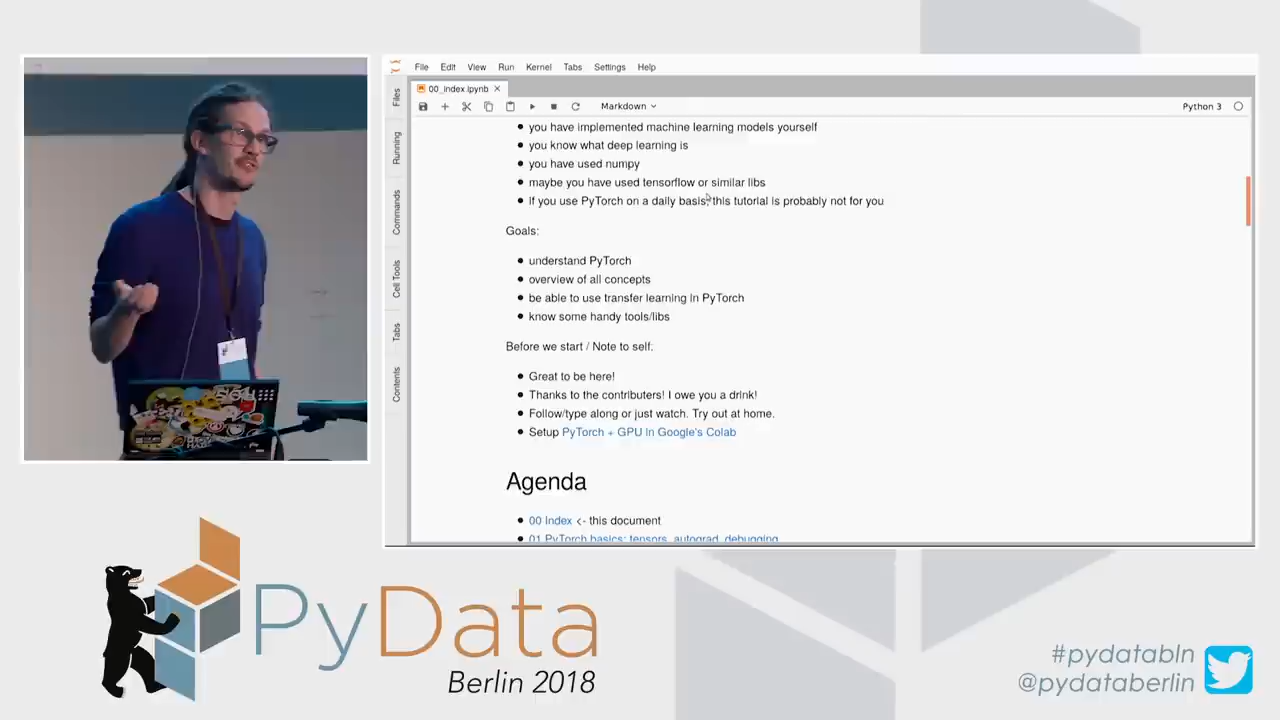 File Edit View Run Kernel Tabs Settings Help
00_index.ipynb
Markdown
Python 3
Files
Running
Commands
Cell Tools
Tabs
Contents
you have implemented machine learning models yourself
you know what deep learning is
you have used numpy
maybe you have used tensorflow or similar libs
if you use PyTorch on a daily basis, this tutorial is probably not for you
Goals:
understand PyTorch
overview of all concepts
be able to use transfer learning in PyTorch
know some handy tools/libs
Before we start / Note to self:
Great to be here!
Thanks to the contributers! I owe you a drink!
Follow/type along or just watch. Try out at home.
Setup PyTorch + GPU in Google's Colab
Agenda
00 Index <- this document
01 PyTorch basics: tensors, autograd, debugging
PyData
Berlin 2018
#pydatabln
@pydataberlin